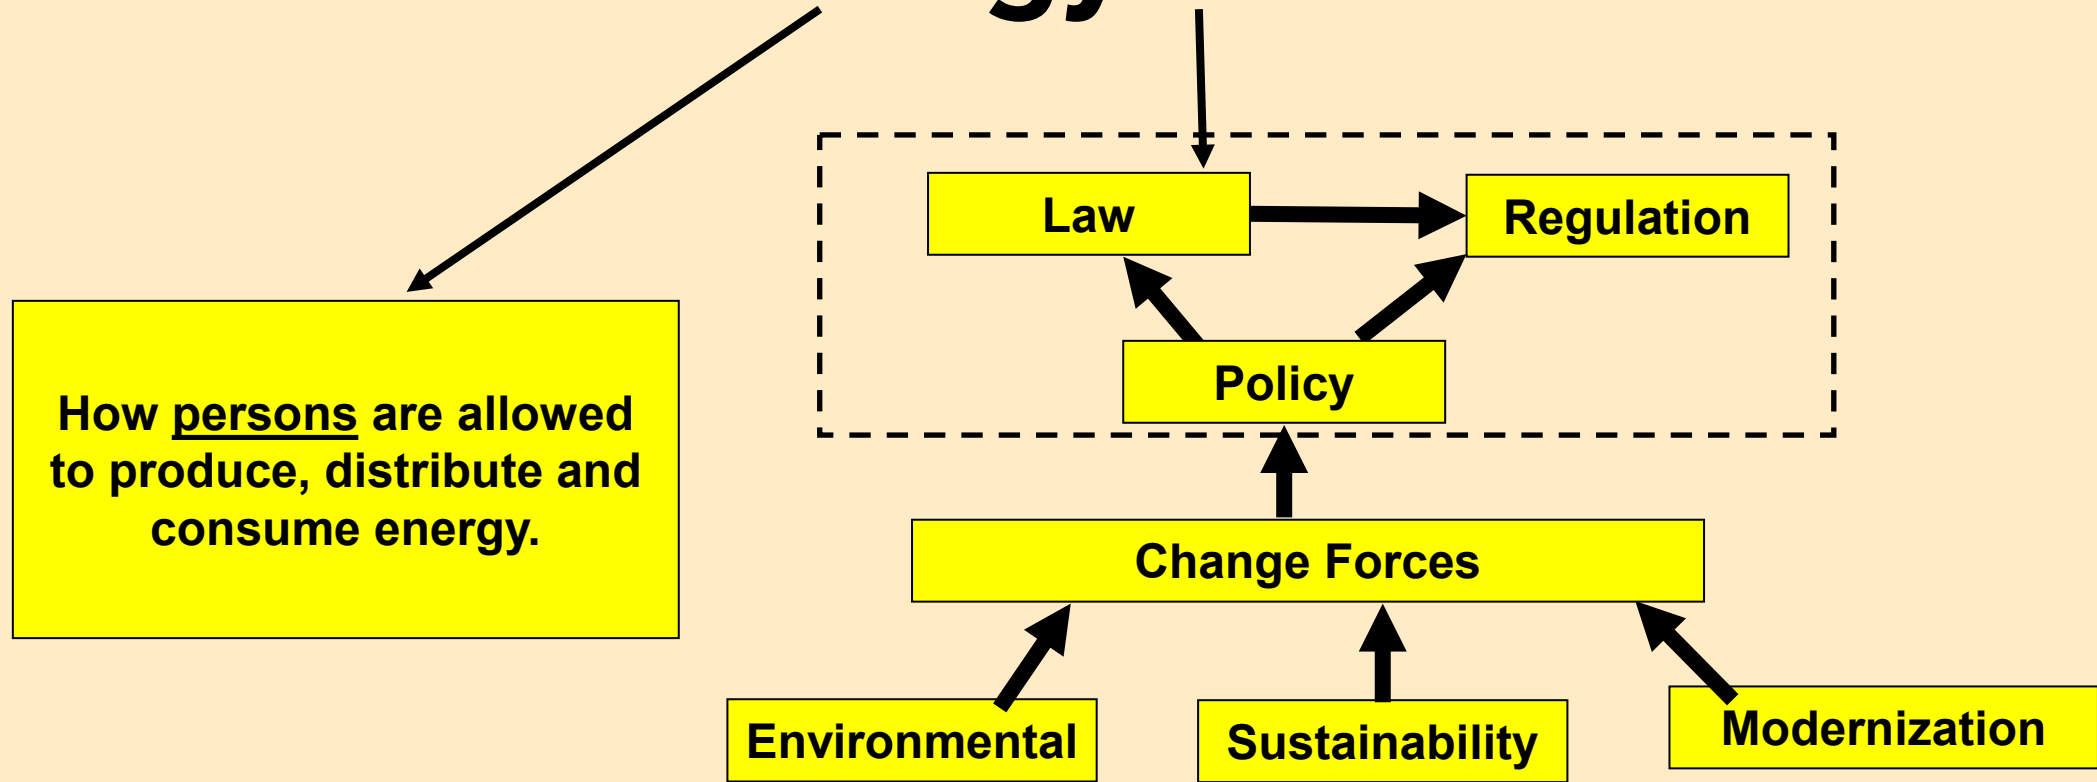 Law
Regulation
Policy
How persons are allowed
to produce, distribute and
consume energy.
Change Forces
Environmental
Sustainability
Modernization